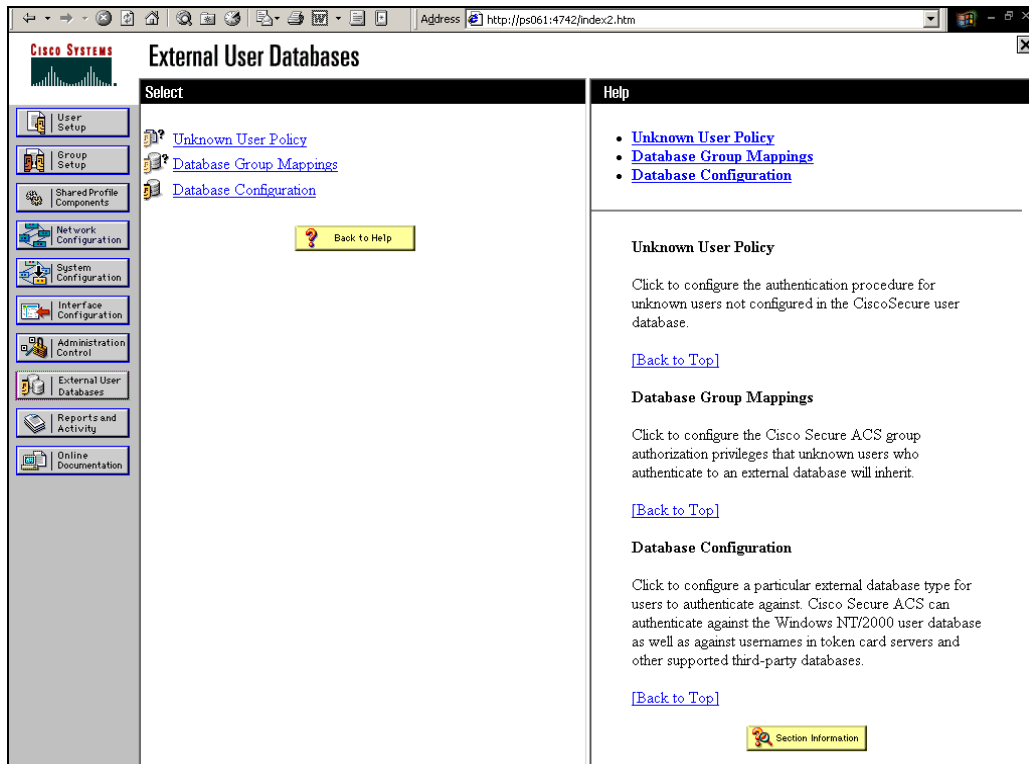 Address http://ps061:4742/index2.htm
CISCO SYSTEMS
External User Databases
Select
Help
User
Setup
Group
Setup
Shared Profile
Components
Network
Configuration
System
Configuration
Interface
Configuration
Administration
Control
External User
Databases
Reports and
Activity
Online
Documentation
Unknown User Policy
Database Group Mappings
Database Configuration
Back to Help
• Unknown User Policy
• Database Group Mappings
• Database Configuration
Unknown User Policy
Click to configure the authentication procedure for
unknown users not configured in the CiscoSecure user
database.
[Back to Top]
Database Group Mappings
Click to configure the Cisco Secure ACS group
authorization privileges that unknown users who
authenticate to an external database will inherit.
[Back to Top]
Database Configuration
Click to configure a particular external database type for
users to authenticate against. Cisco Secure ACS can
authenticate against the Windows NT/2000 user database
as well as against usernames in token card servers and
other supported third-party databases.
[Back to Top]
Section Information